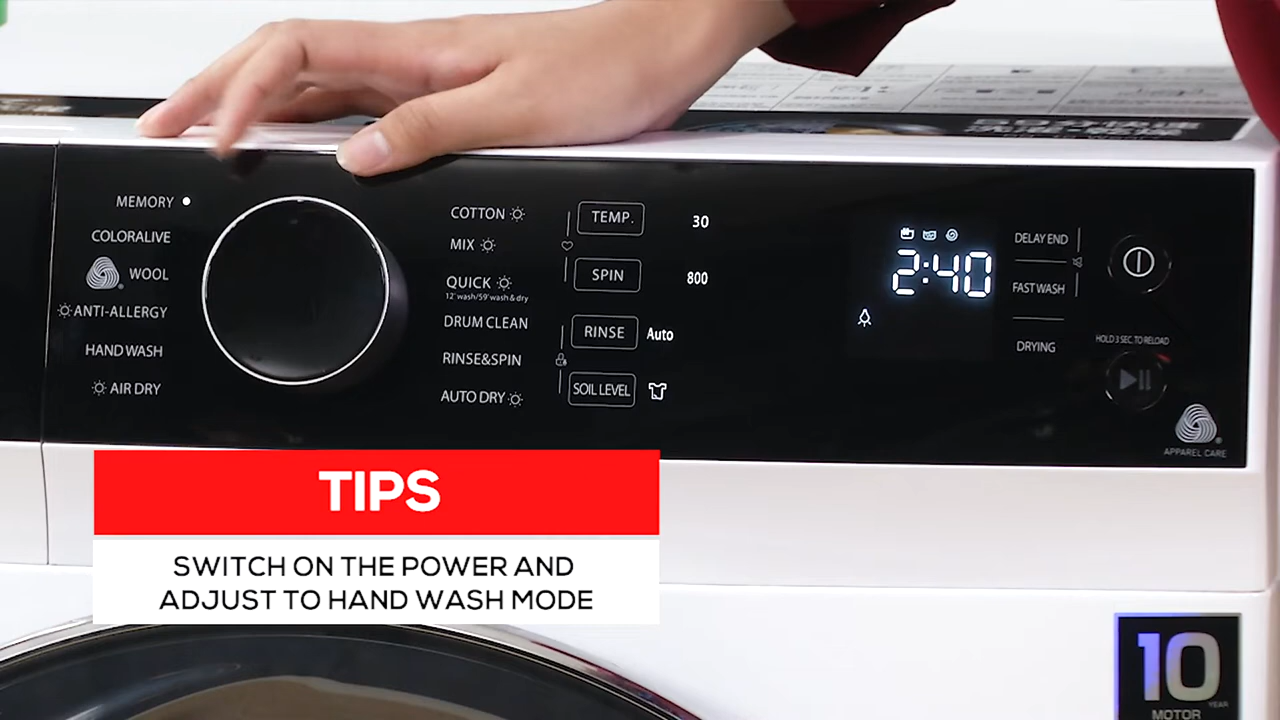 MEMORY
COLORALIVE
WOOL
ANTI-ALLERGY
HAND WASH
AIR DRY
COTTON
MIX
QUICK
12' wash/59' wash & dry
DRUM CLEAN
RINSE&SPIN
AUTO DRY
TEMP. 30
SPIN 800
RINSE Auto
SOIL LEVEL
2:40
DELAY END
FAST WASH
DRYING
HOLD 3 SEC. TO RELOAD
APPAREL CARE
TIPS
SWITCH ON THE POWER AND
ADJUST TO HAND WASH MODE
10
YEAR
MOTOR